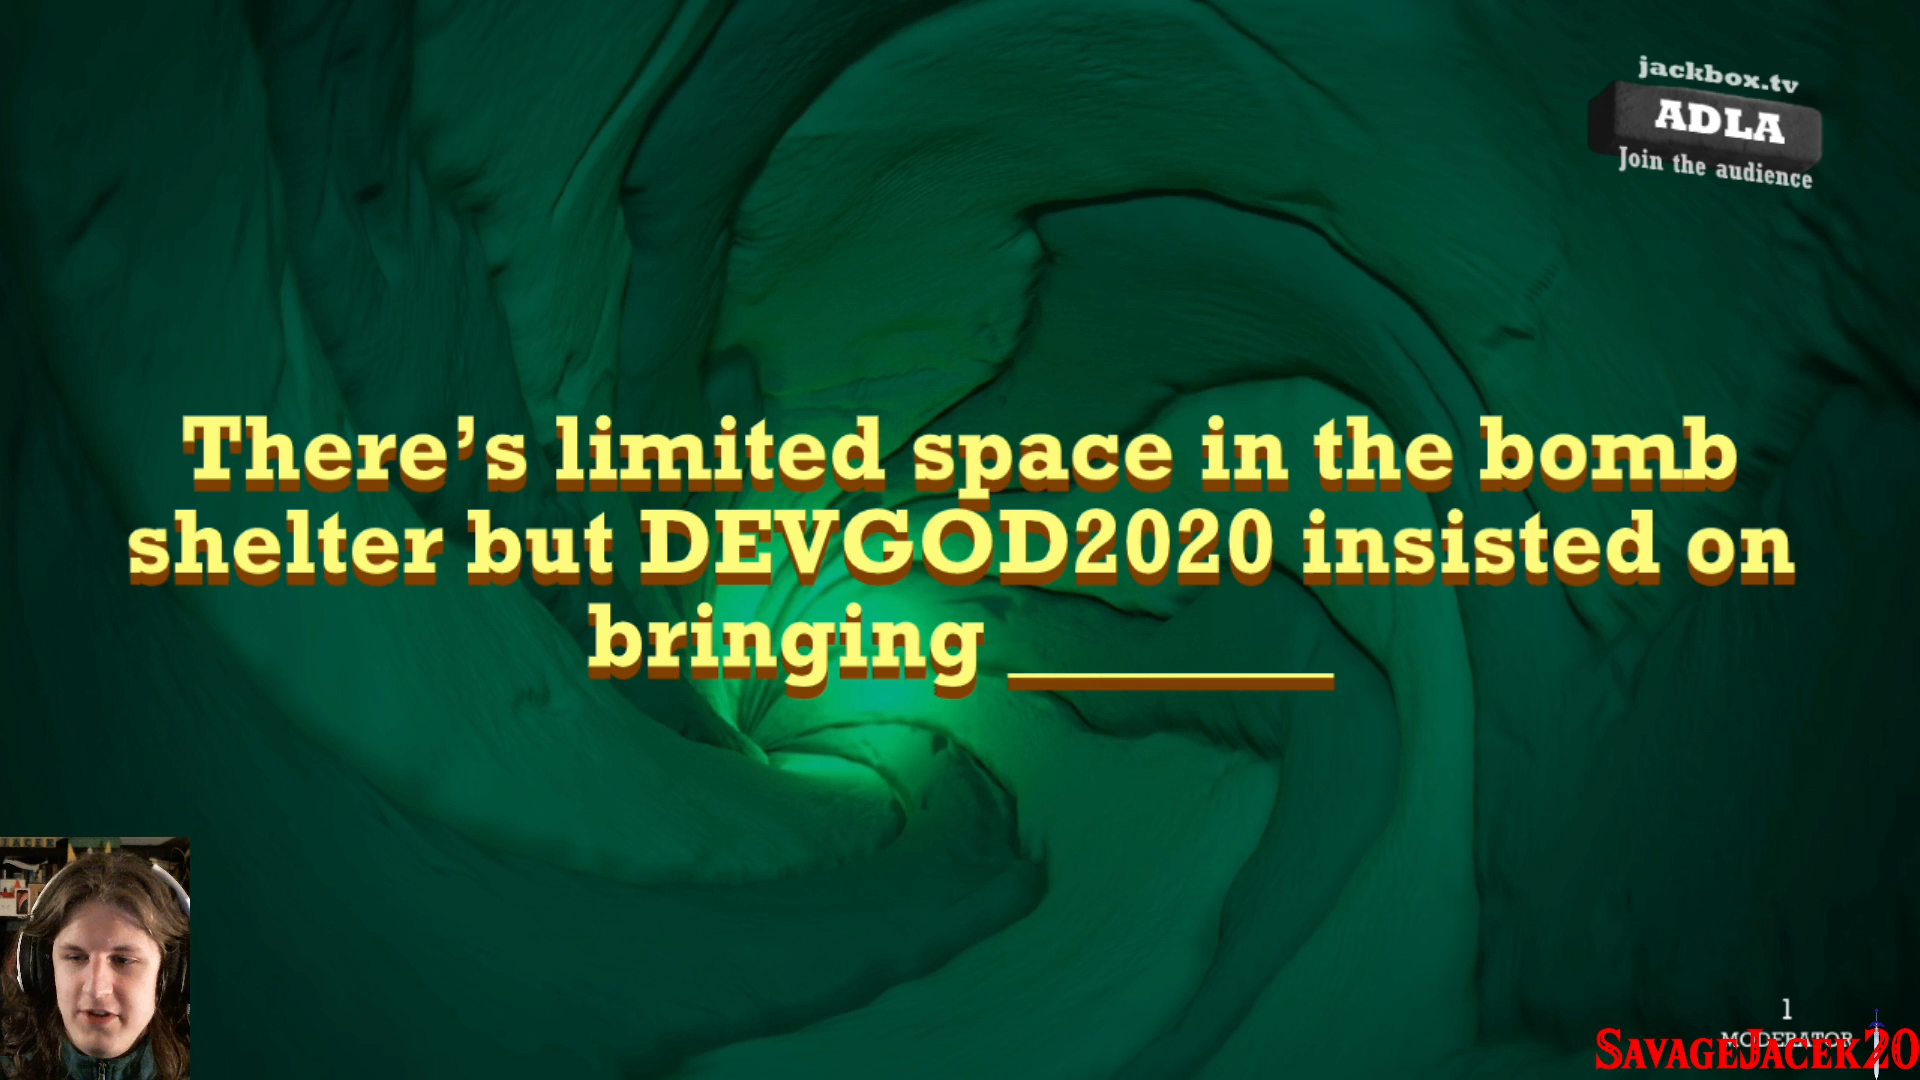 jackbox.tv
ADLA
Join the audience
There's limited space in the bomb
shelter but DEVGOD2020 insisted on
bringing ________
1
MODERATOR
SAVAGEJACEK20